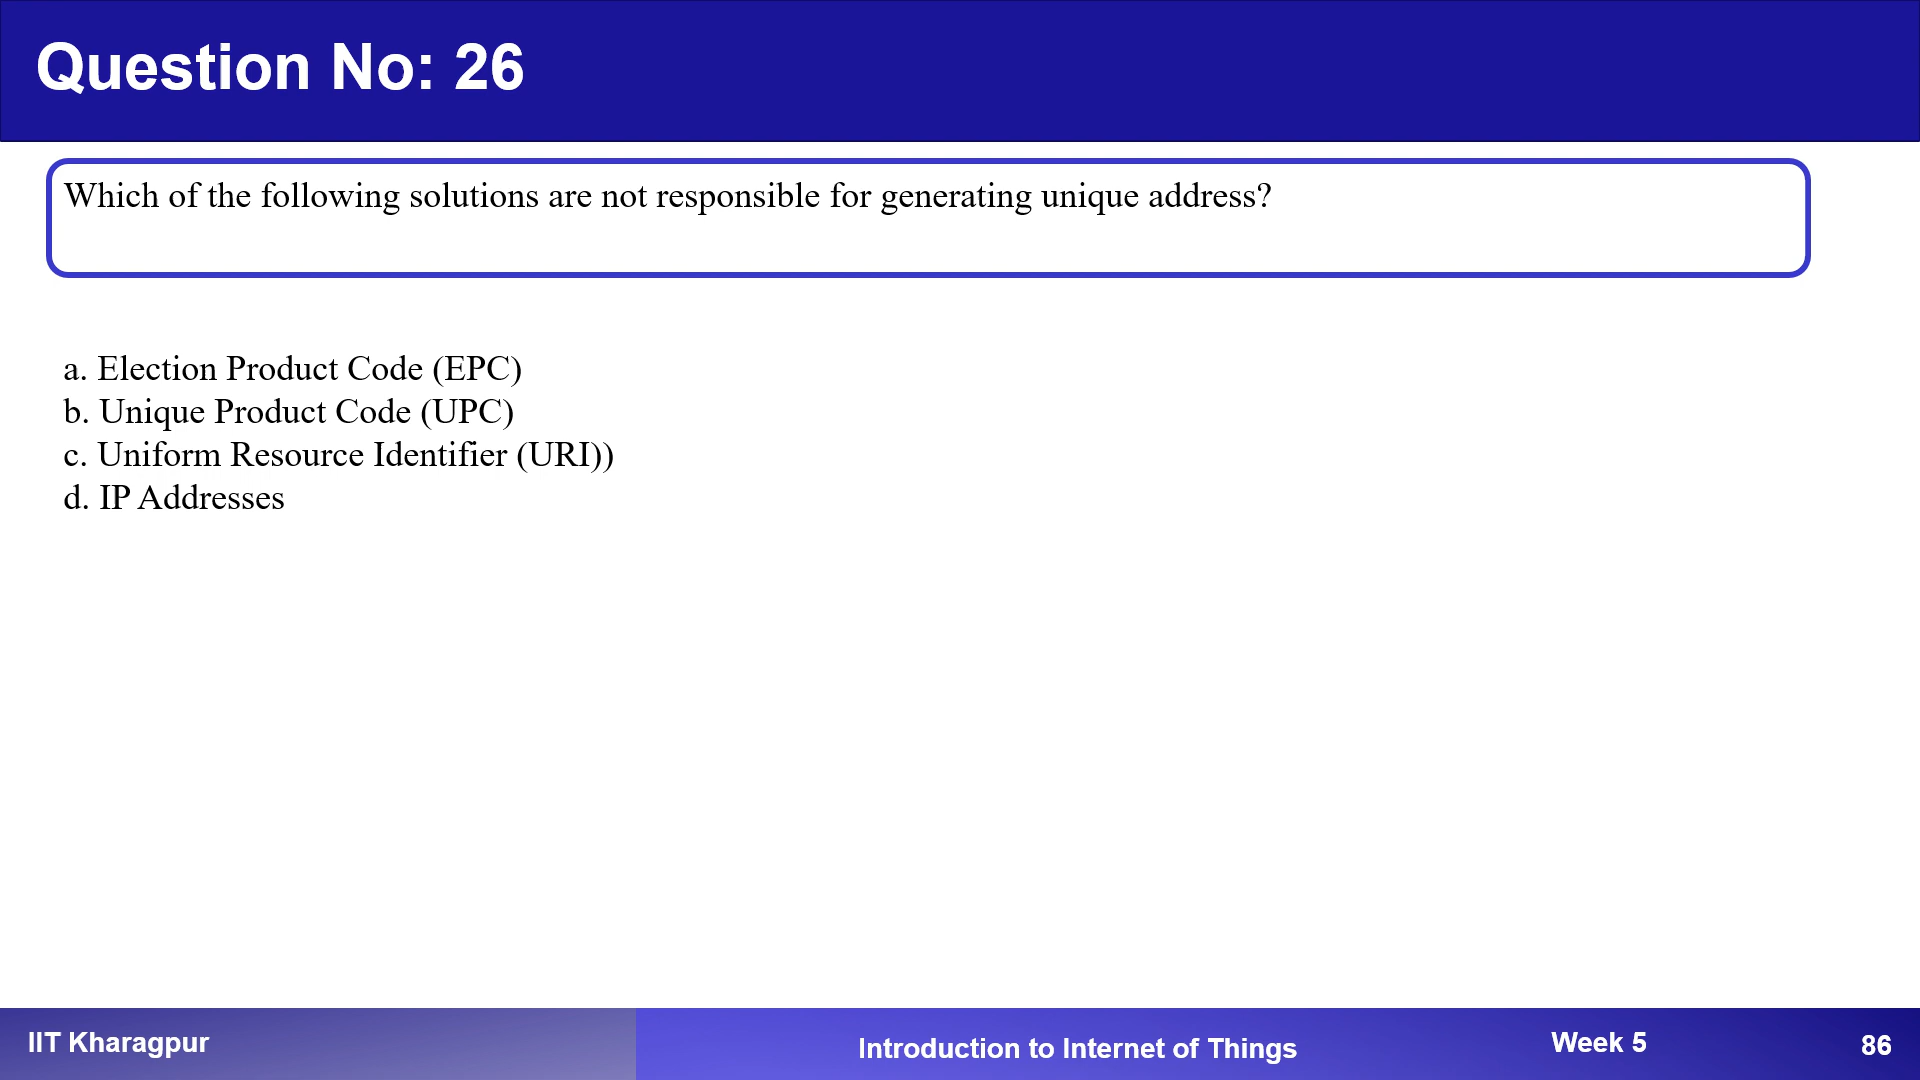 Question No: 26
Which of the following solutions are not responsible for generating unique address?
a. Election Product Code (EPC)
b. Unique Product Code (UPC)
c. Uniform Resource Identifier (URI))
d. IP Addresses
IIT Kharagpur
Introduction to Internet of Things
Week 5
86